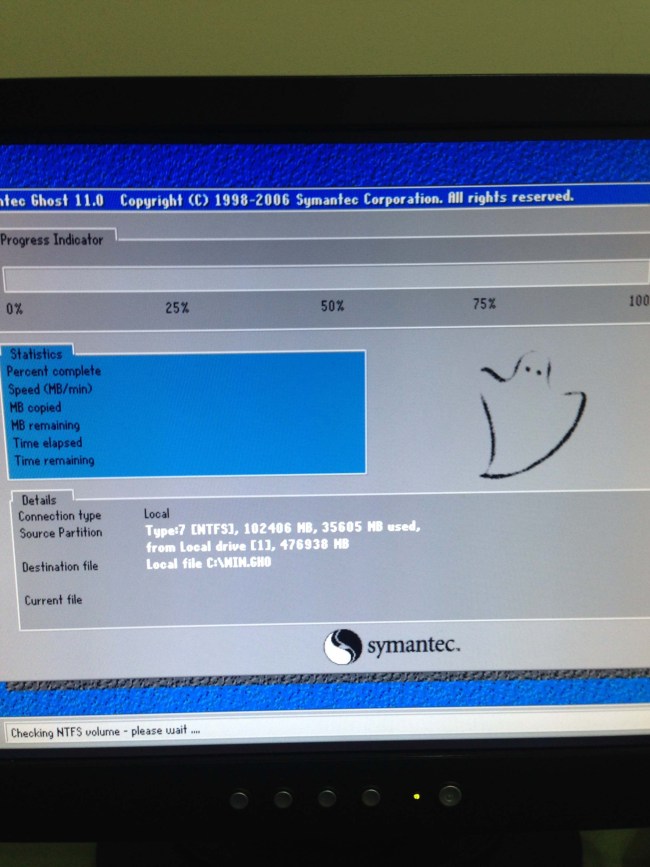 ntec Ghost 11.0 Copyright (C) 1998-2006 Symantec Corporation. All rights reserved.
Progress Indicator
0% 25% 50% 75% 100
Statistics
Percent complete
Speed (MB/min)
MB copied
MB remaining
Time elapsed
Time remaining
Details
Connection type Local
Source Partition Type:7 [NTFS], 102406 MB, 35605 MB used,
from Local drive [1], 476938 MB
Destination file Local file C:\WIN.GHO
Current file
symantec.
Checking NTFS volume - please wait ....